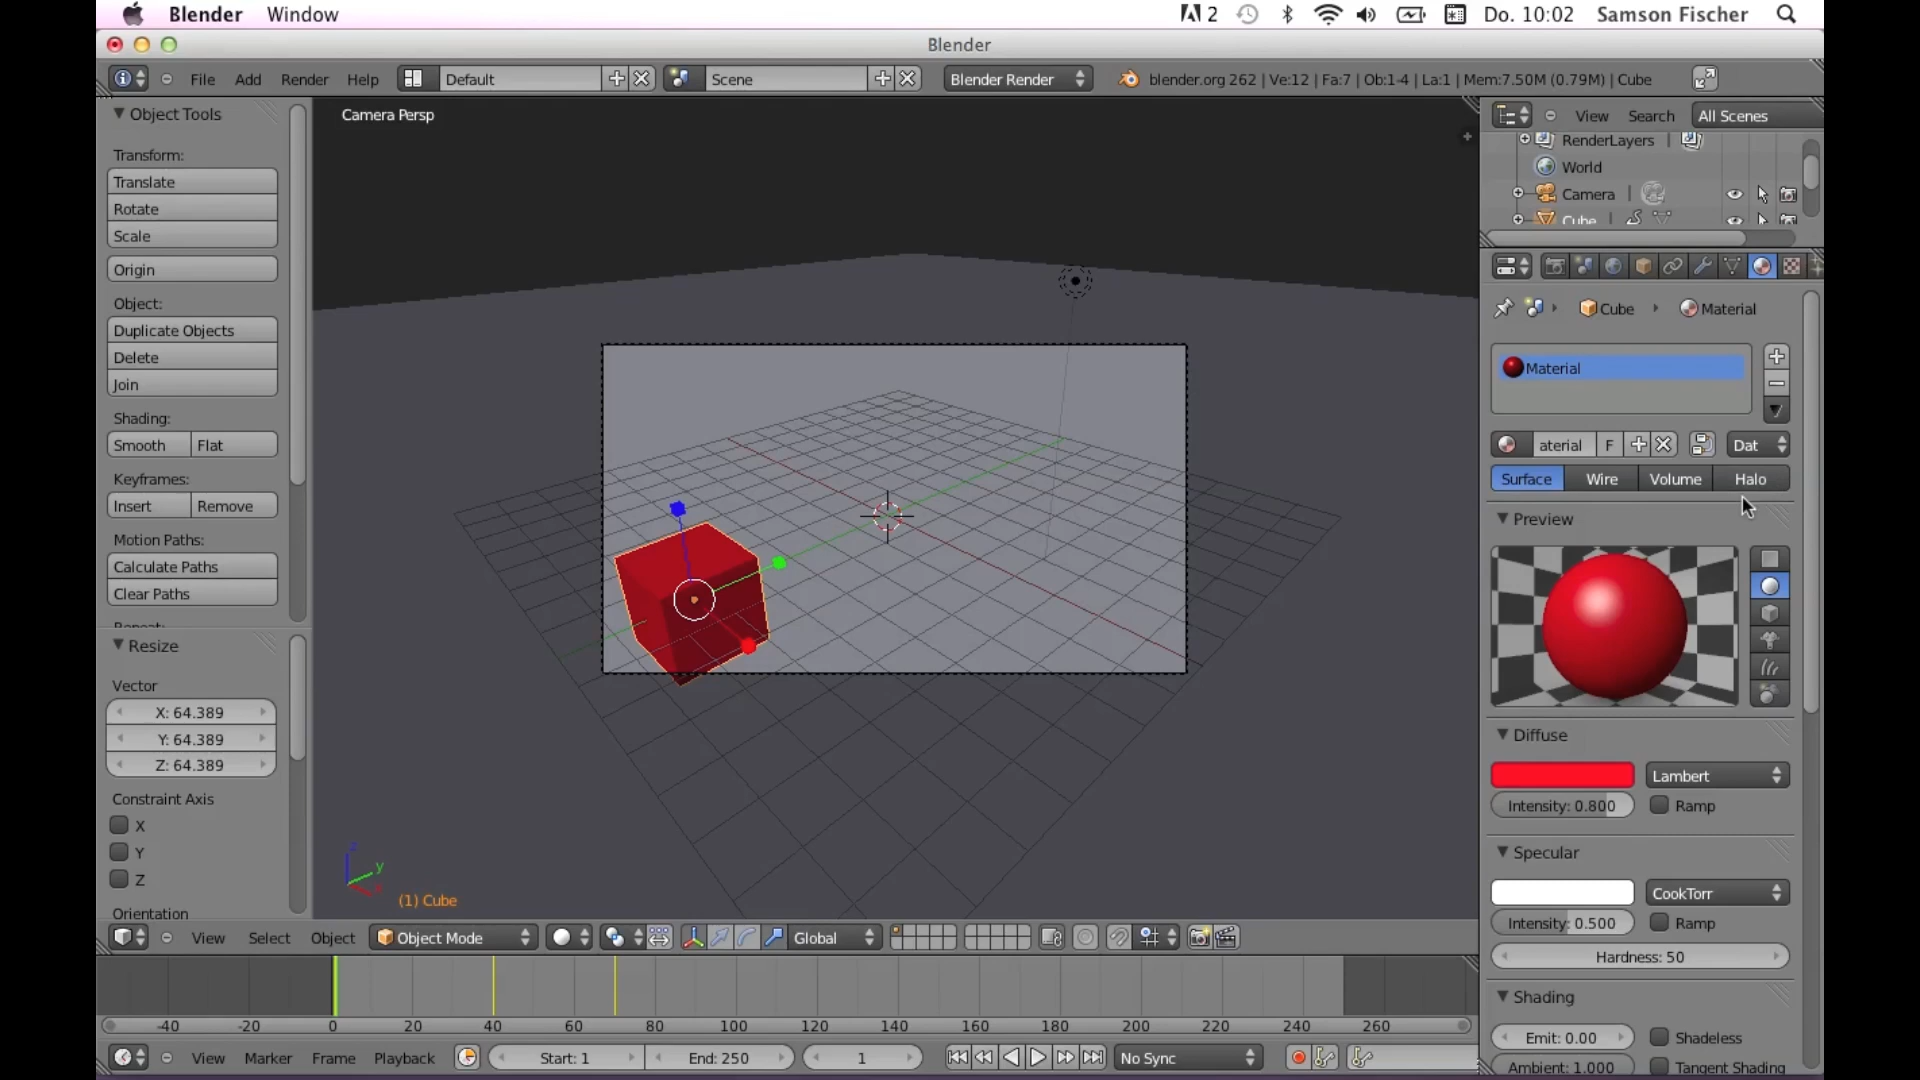 Blender Window 2 Do. 10:02 Samson Fischer
Blender
File Add Render Help Default Scene Blender Render blender.org 262 | Ve:12 | Fa:7 | Ob:1-4 | La:1 | Mem:7.50M (0.79M) | Cube
Object Tools
Transform:
Translate
Rotate
Scale
Origin
Object:
Duplicate Objects
Delete
Join
Shading:
Smooth Flat
Keyframes:
Insert Remove
Motion Paths:
Calculate Paths
Clear Paths
Repeat:
Resize
Vector
X: 64.389
Y: 64.389
Z: 64.389
Constraint Axis
X
Y
Z
Orientation
Camera Persp
z
y
x
(1) Cube
View Select Object Object Mode Global
-40 -20 0 20 40 60 80 100 120 140 160 180 200 220 240 260
View Marker Frame Playback Start: 1 End: 250 1 No Sync
View Search All Scenes
RenderLayers |
World
Camera |
Cube |
Cube Material
Material
aterial F Dat
Surface Wire Volume Halo
Preview
Diffuse
Lambert
Intensity: 0.800 Ramp
Specular
CookTorr
Intensity: 0.500 Ramp
Hardness: 50
Shading
Emit: 0.00 Shadeless
Ambient: 1.000 Tangent Shading